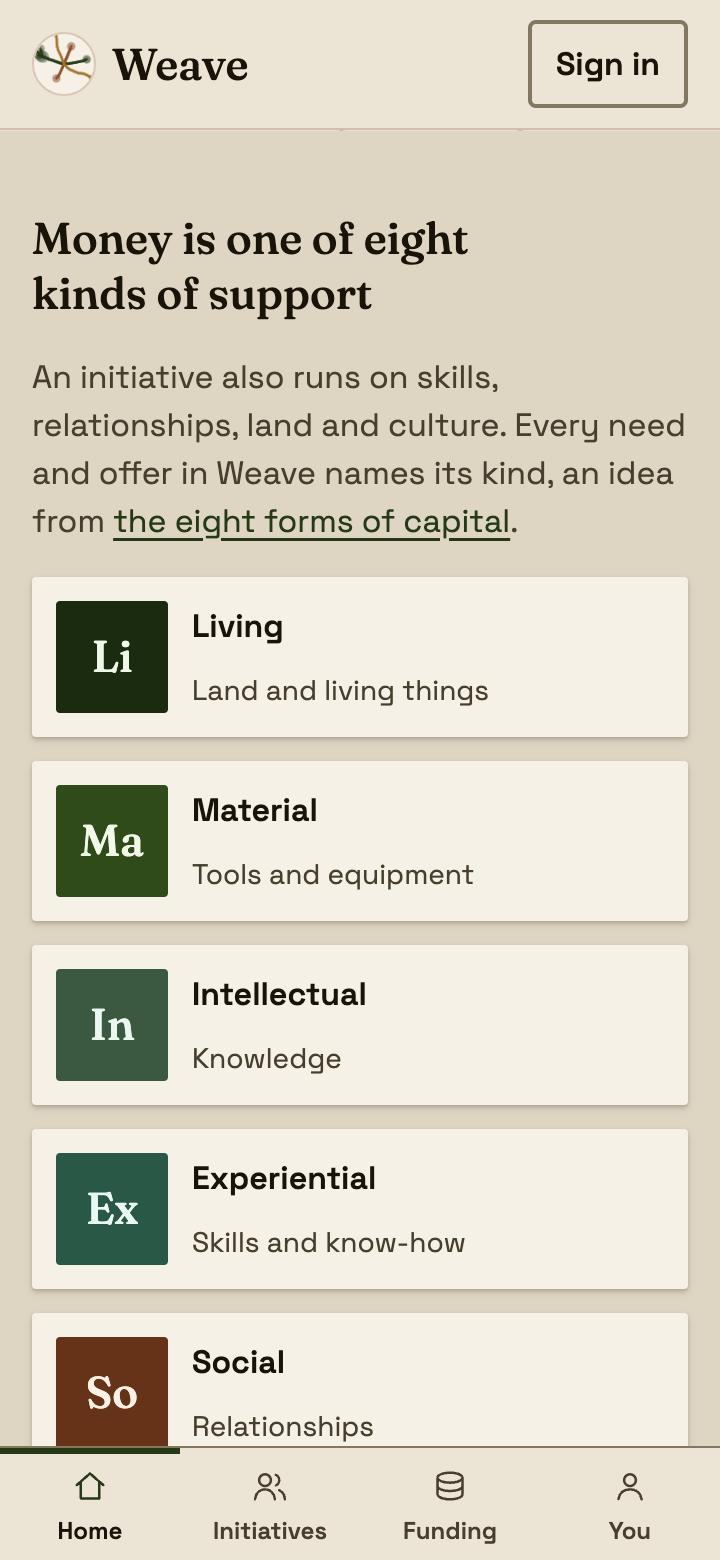 Weave
Sign in
Money is one of eight
kinds of support
An initiative also runs on skills,
relationships, land and culture. Every need
and offer in Weave names its kind, an idea
from the eight forms of capital.
Li
Living
Land and living things
Ma
Material
Tools and equipment
In
Intellectual
Knowledge
Ex
Experiential
Skills and know-how
So
Social
Relationships
Home
Initiatives
Funding
You